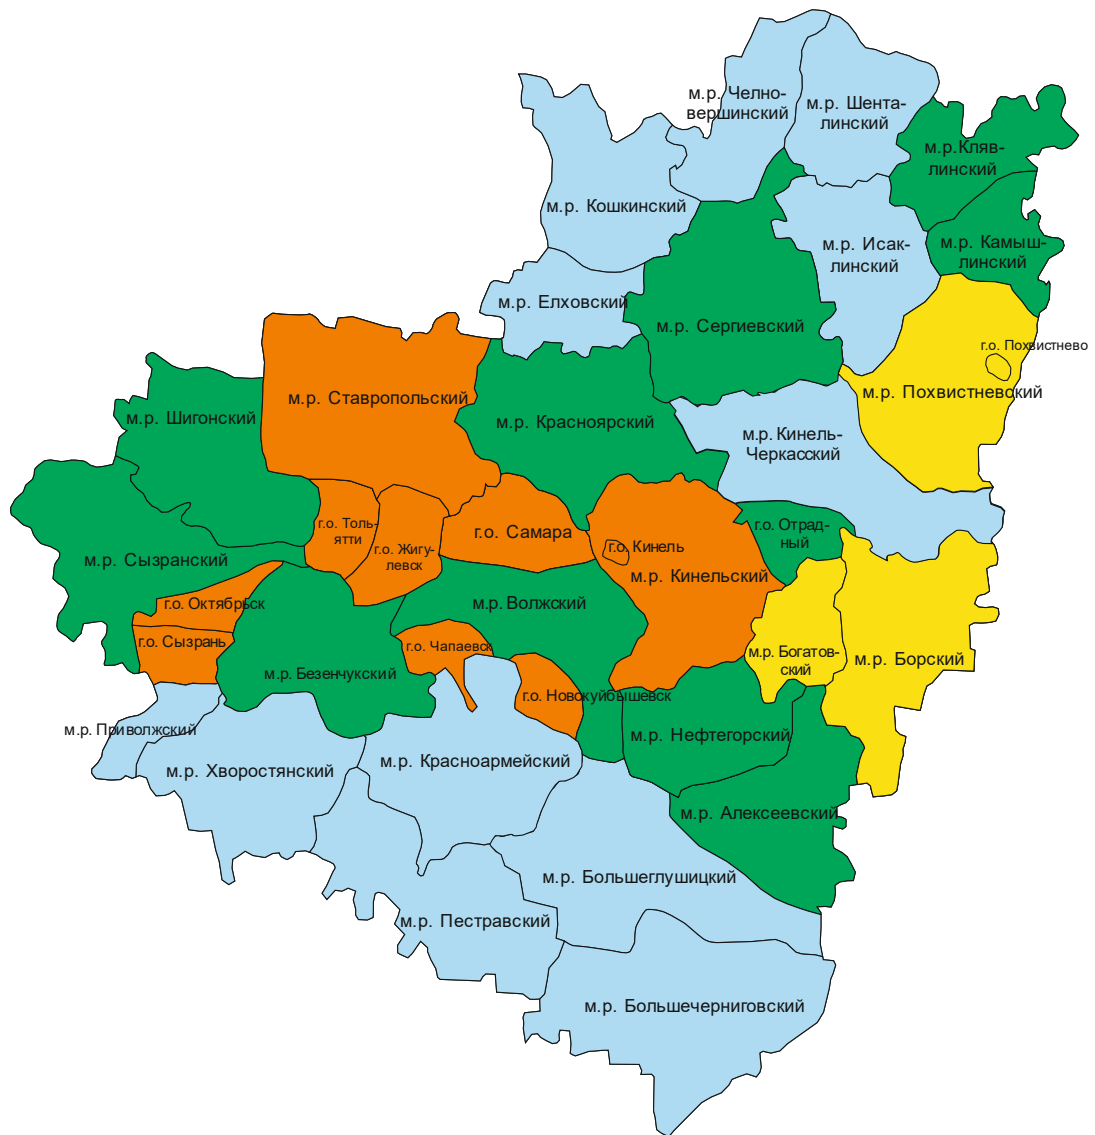 м.р. Челно-
вершинский
м.р. Шента-
линский
м.р.Кляв-
линский
м.р. Кошкинский
м.р. Исак-
линский
м.р. Камыш-
линский
м.р. Елховский
м.р. Сергиевский
г.о. Похвистнево
м.р. Похвистневский
м.р. Ставропольский
м.р. Шигонский
м.р. Красноярский
м.р. Кинель-
Черкасский
г.о. Толь-
ятти
г.о. Жигу-
левск
г.о. Самара
г.о. Отрад-
ный
г.о. Кинель
м.р. Кинельский
м.р. Сызранский
г.о. Октябрьск
м.р. Волжский
г.о. Сызрань
г.о. Чапаевск
м.р. Богатов-
ский
м.р. Борский
м.р. Безенчукский
г.о. Новокуйбышевск
м.р. Приволжский
м.р. Нефтегорский
м.р. Хворостянский
м.р. Красноармейский
м.р. Алексеевский
м.р. Большеглушицкий
м.р. Пестравский
м.р. Большечерниговский